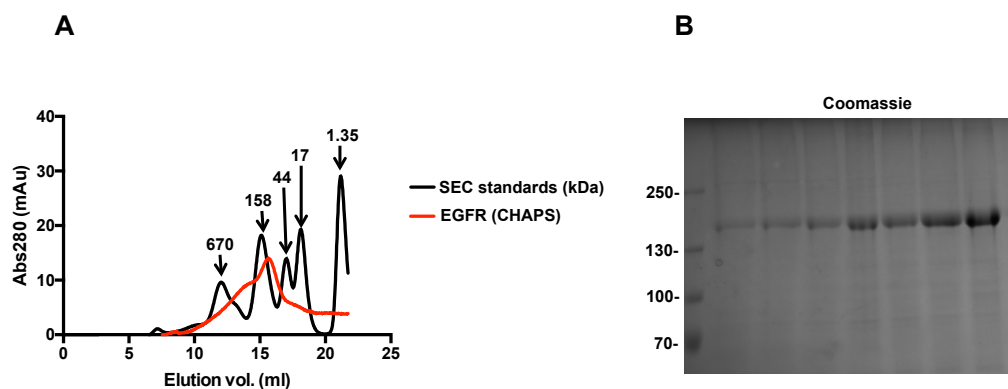 A
B
Coomassie
Abs280 (mAu)
40
30
20
10
0
670
158
44
17
1.35
0
5
10
15
20
25
Elution vol. (ml)
SEC standards (kDa)
EGFR (CHAPS)
250-
130-
100-
70-